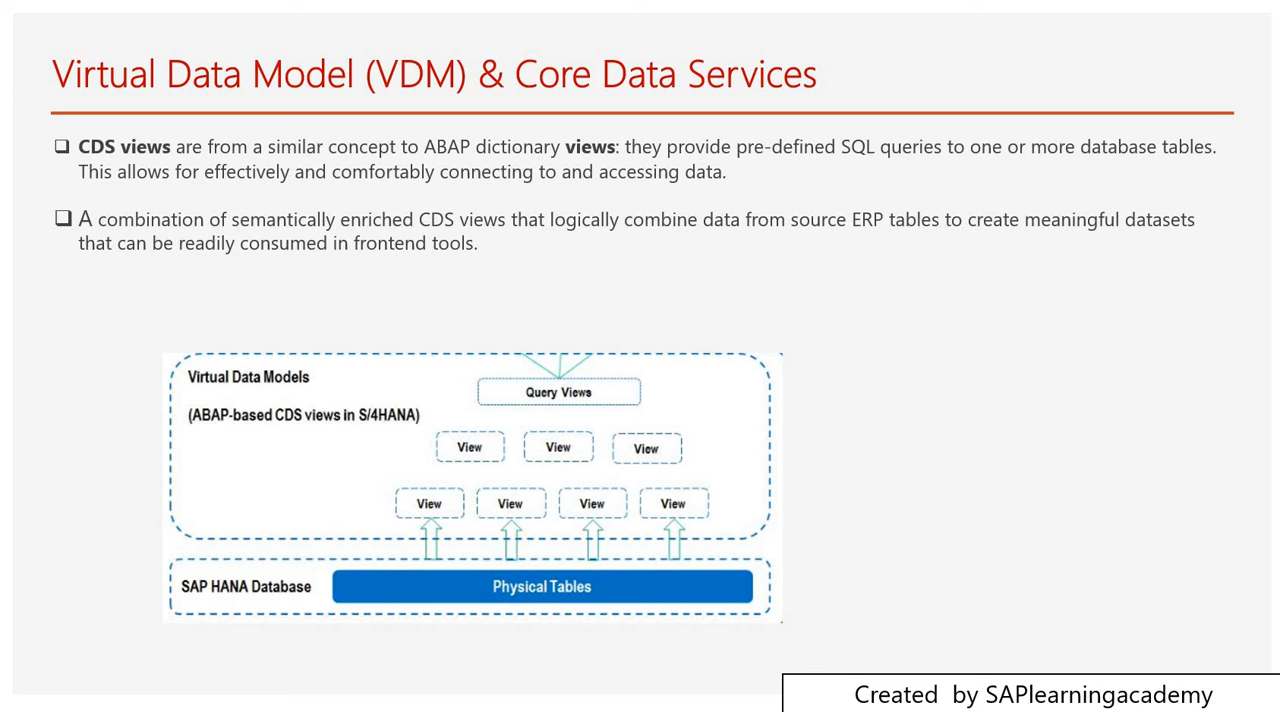 Virtual Data Model (VDM) & Core Data Services
❑ CDS views are from a similar concept to ABAP dictionary views: they provide pre-defined SQL queries to one or more database tables.
This allows for effectively and comfortably connecting to and accessing data.
❑ A combination of semantically enriched CDS views that logically combine data from source ERP tables to create meaningful datasets
that can be readily consumed in frontend tools.
Virtual Data Models
Query Views
(ABAP-based CDS views in S/4HANA)
View View View
View View View View
SAP HANA Database Physical Tables
Created by SAPlearningacademy